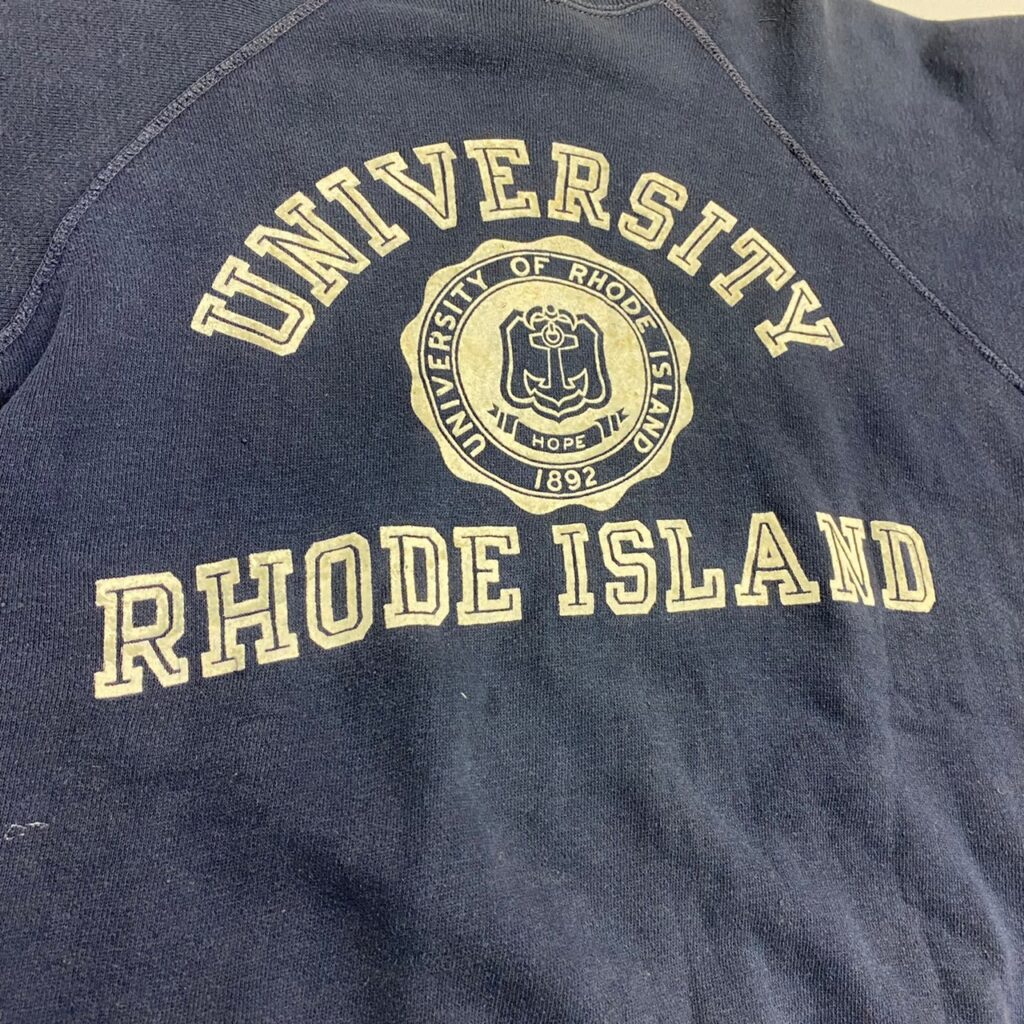 UNIVERSITY
UNIVERSITY OF RHODE ISLAND
HOPE
1892
RHODE ISLAND